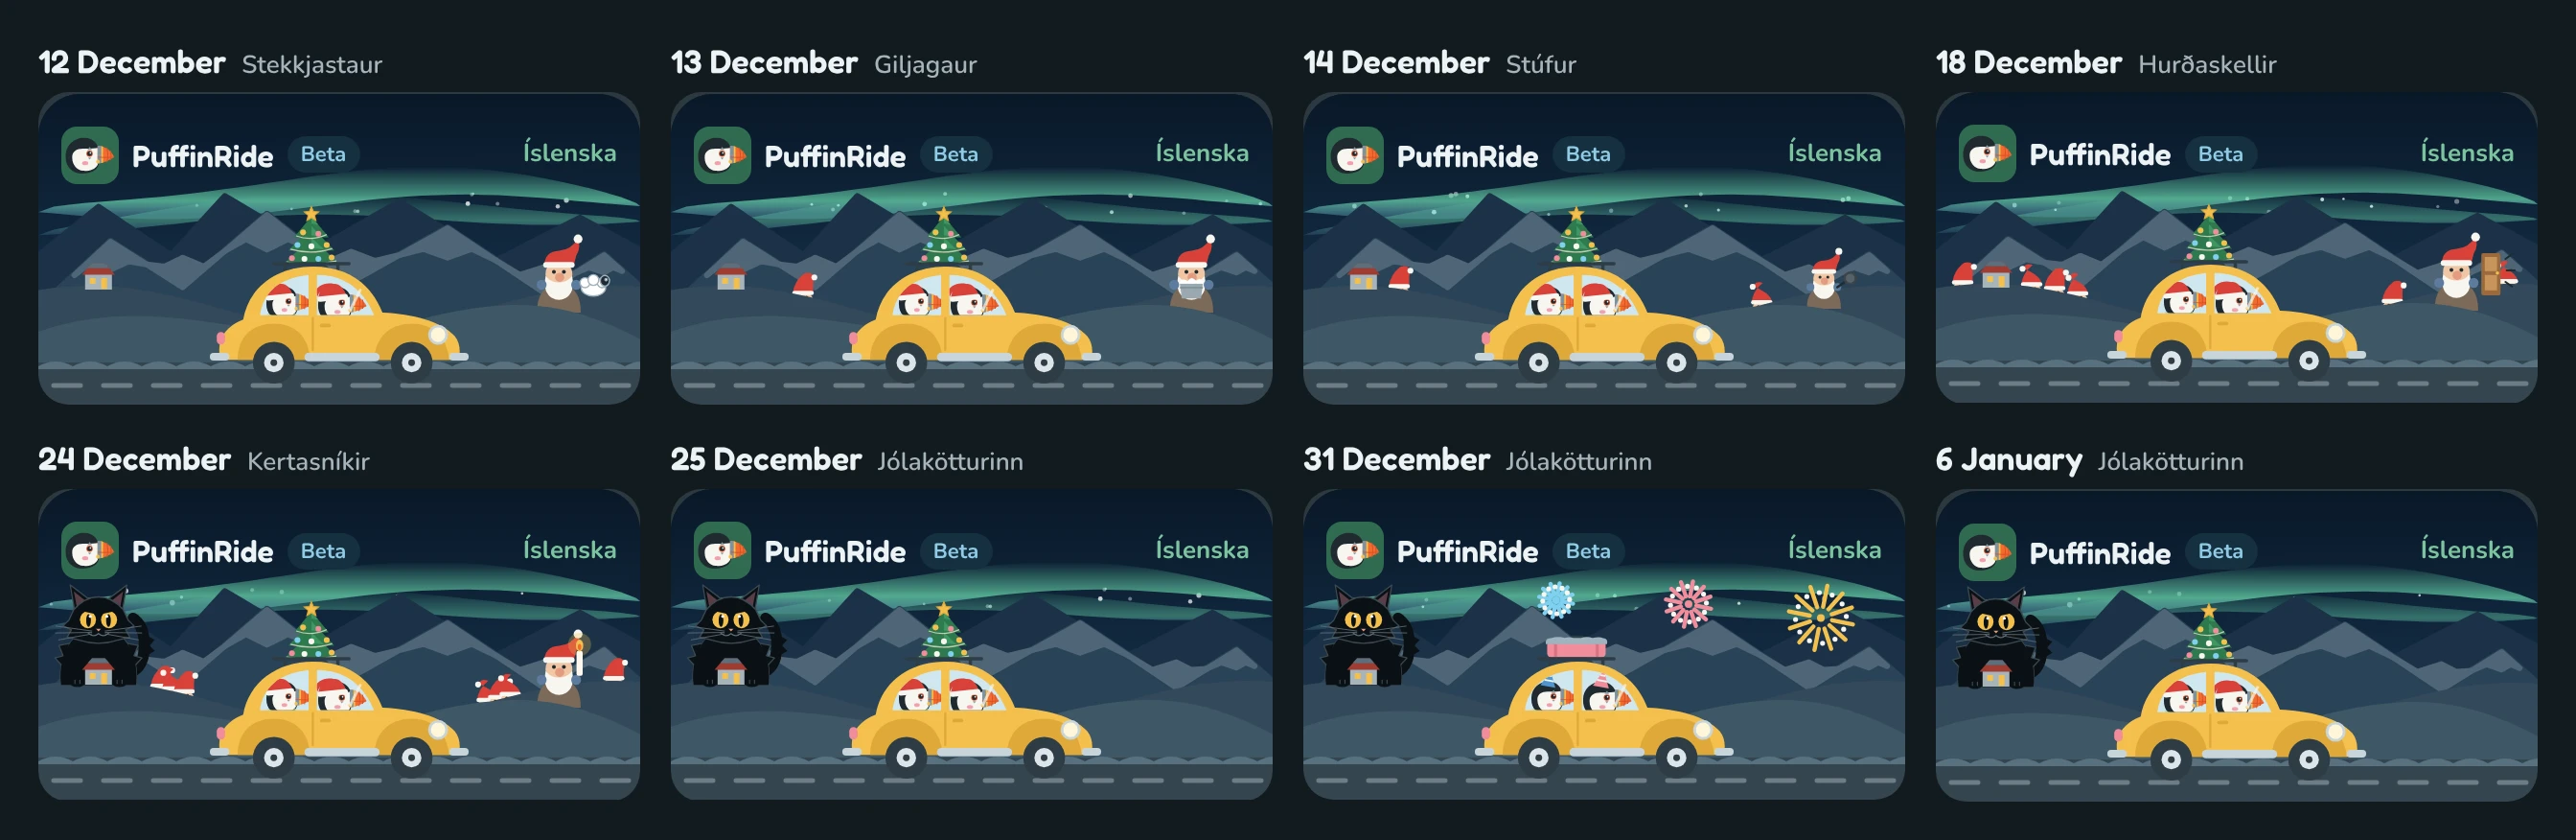 12 December Stekkjastaur
PuffinRide Beta Íslenska
13 December Giljagaur
PuffinRide Beta Íslenska
14 December Stúfur
PuffinRide Beta Íslenska
18 December Hurðaskellir
PuffinRide Beta Íslenska
24 December Kertasníkir
PuffinRide Beta Íslenska
25 December Jólakötturinn
PuffinRide Beta Íslenska
31 December Jólakötturinn
PuffinRide Beta Íslenska
6 January Jólakötturinn
PuffinRide Beta Íslenska